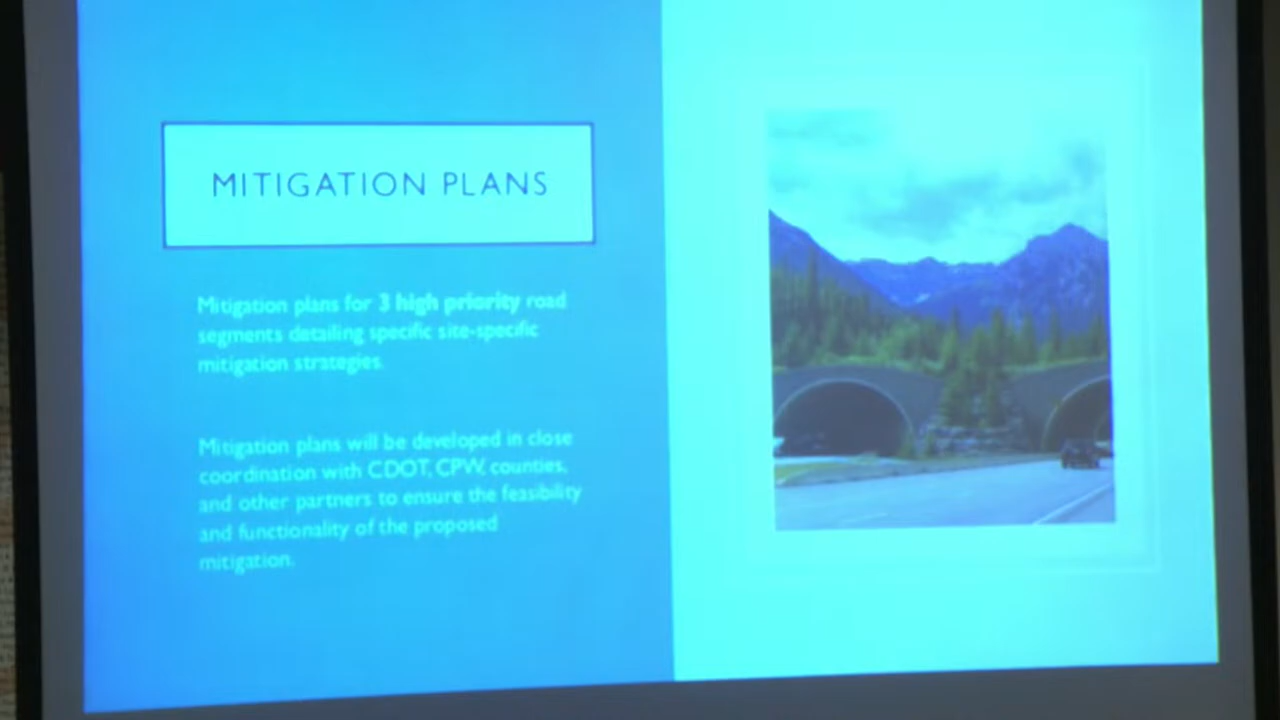 MITIGATION PLANS
Mitigation plans for 3 high priority road
segments detailing specific site-specific
mitigation strategies.
Mitigation plans will be developed in close
coordination with CDOT, CPW, counties,
and other partners to ensure the feasibility
and functionality of the proposed
mitigation.